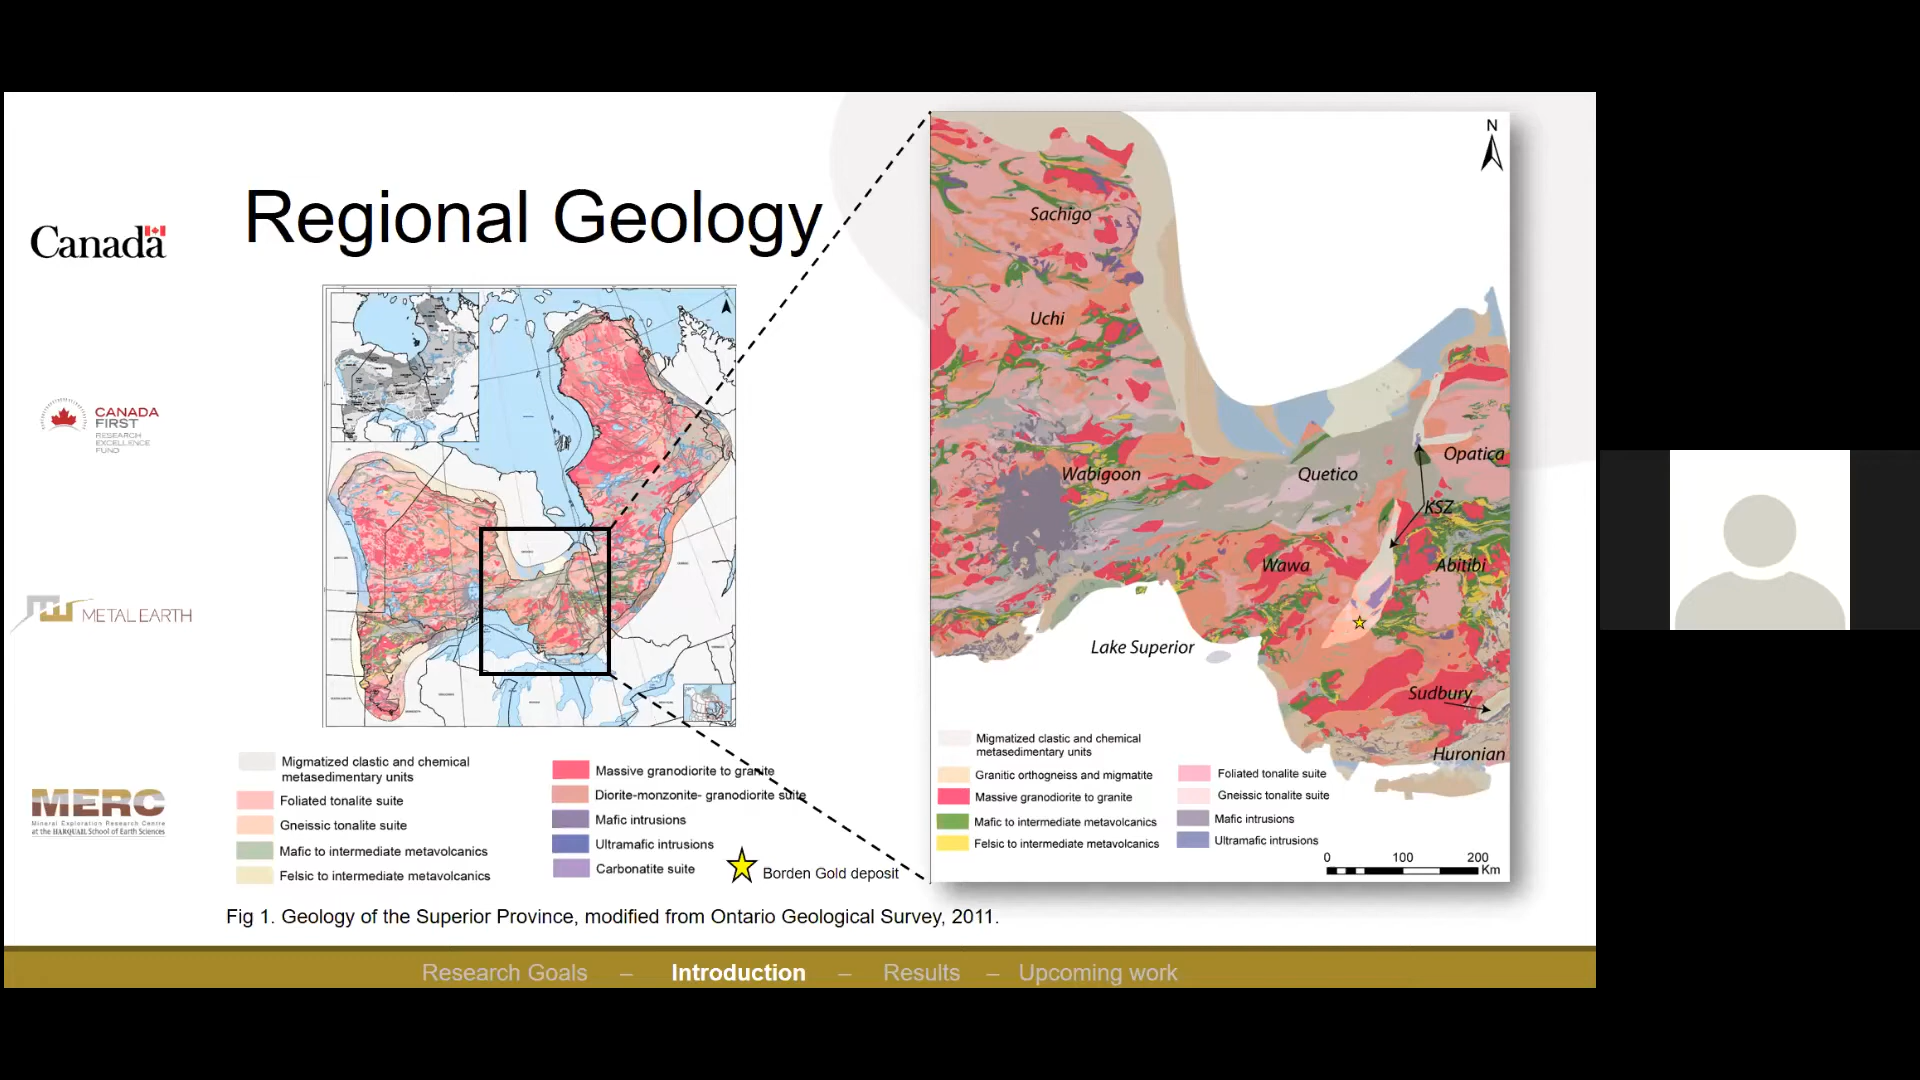 Regional Geology
Canada
CANADA
FIRST
RESEARCH
EXCELLENCE
FUND
METAL EARTH
MERC
Mineral Exploration Research Centre
at the HARQUAIL School of Earth Sciences
Migmatized clastic and chemical
metasedimentary units
Foliated tonalite suite
Gneissic tonalite suite
Mafic to intermediate metavolcanics
Felsic to intermediate metavolcanics
Massive granodiorite to granite
Diorite-monzonite- granodiorite suite
Mafic intrusions
Ultramafic intrusions
Carbonatite suite
Borden Gold deposit
N
Sachigo
Uchi
Wabigoon
Quetico
Opatica
KSZ
Wawa
Abitibi
Lake Superior
Sudbury
Huronian
Migmatized clastic and chemical
metasedimentary units
Granitic orthogneiss and migmatite
Massive granodiorite to granite
Mafic to intermediate metavolcanics
Felsic to intermediate metavolcanics
Foliated tonalite suite
Gneissic tonalite suite
Mafic intrusions
Ultramafic intrusions
0 100 200
Km
Fig 1. Geology of the Superior Province, modified from Ontario Geological Survey, 2011.
Research Goals – Introduction – Results – Upcoming work